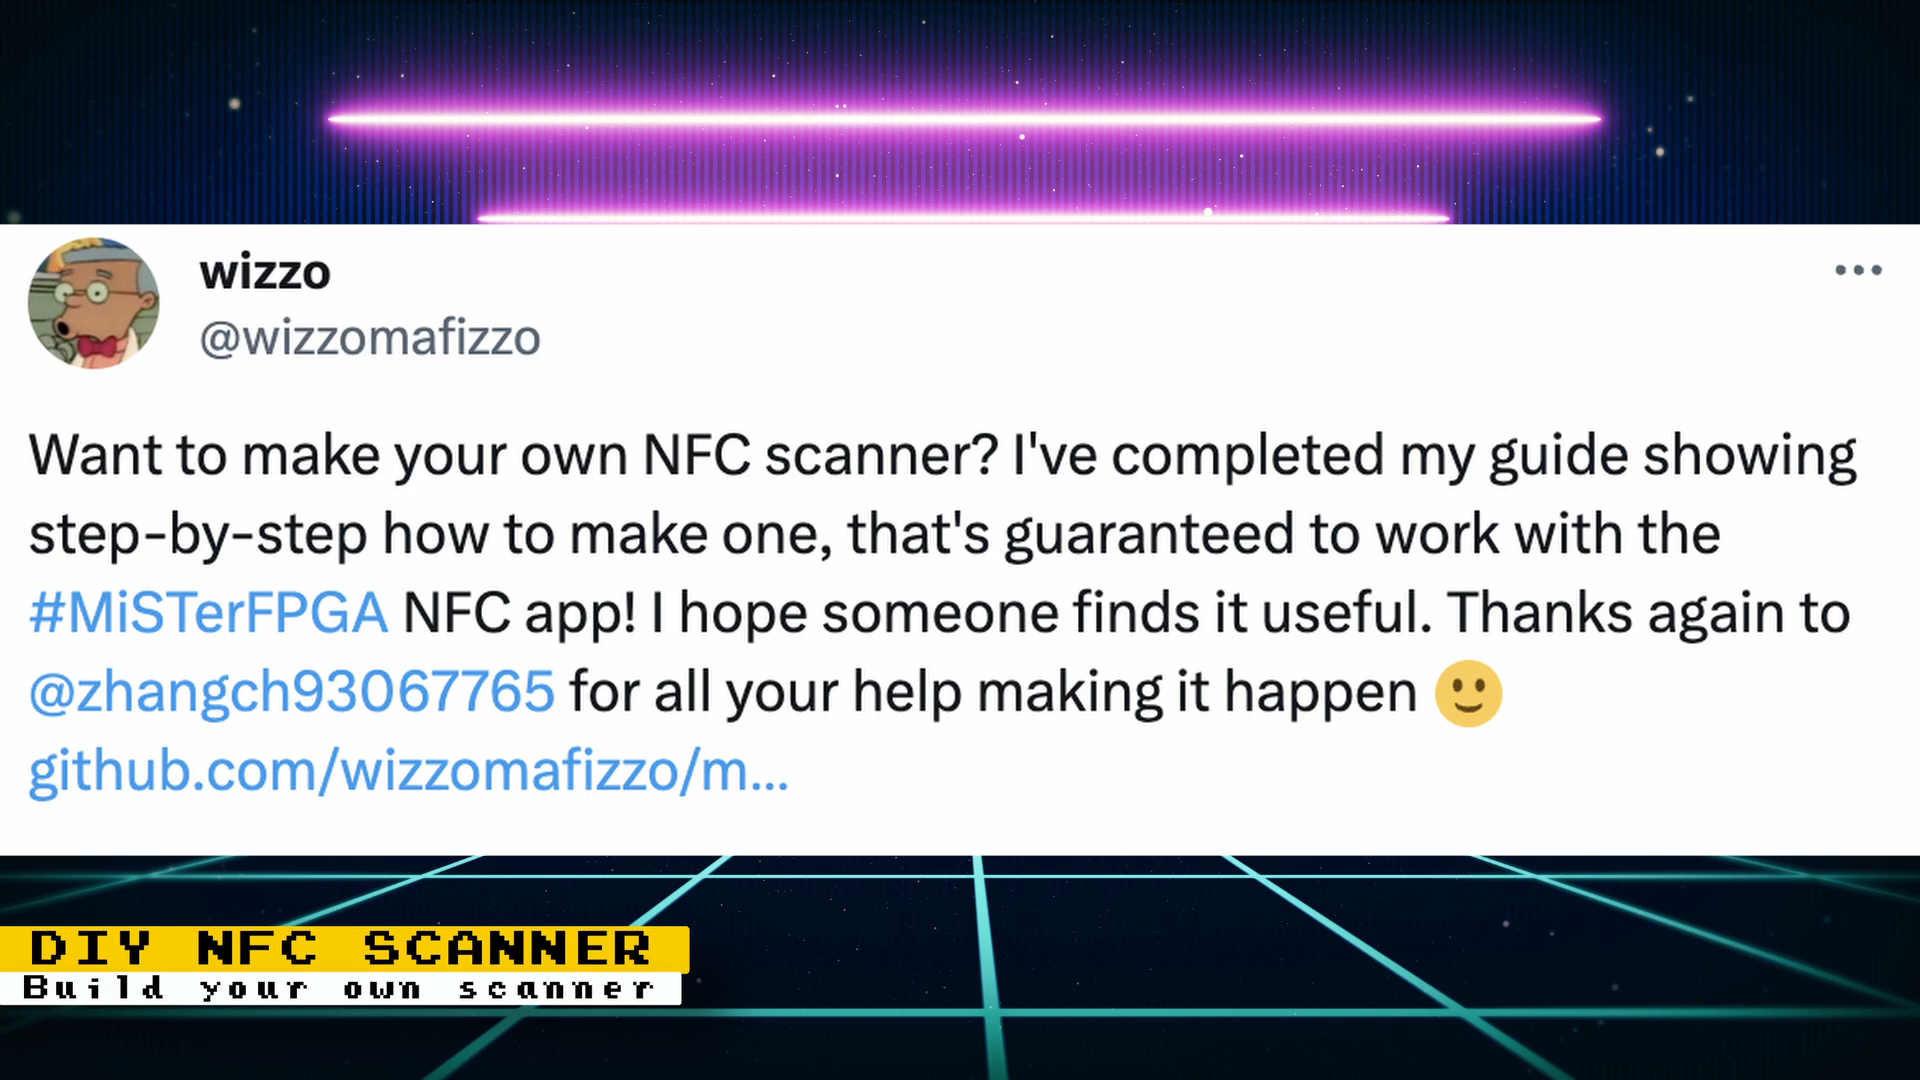 wizzo
@wizzomafizzo
Want to make your own NFC scanner? I've completed my guide showing
step-by-step how to make one, that's guaranteed to work with the
#MiSTerFPGA NFC app! I hope someone finds it useful. Thanks again to
@zhangch93067765 for all your help making it happen 🙂
github.com/wizzomafizzo/m...
DIY NFC SCANNER
Build your own scanner